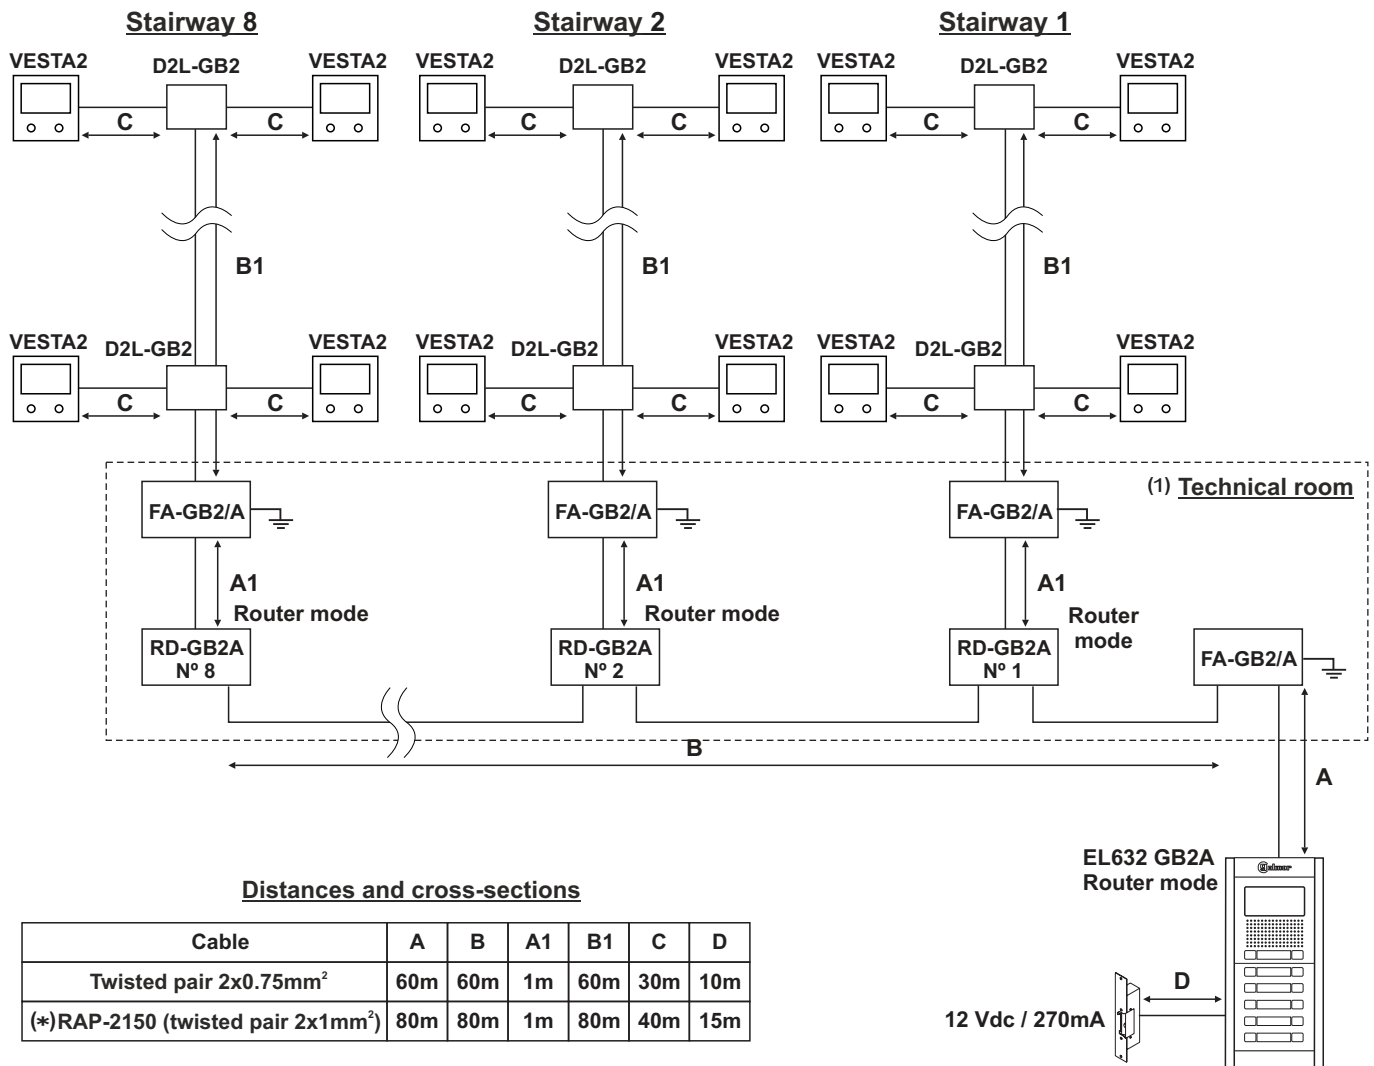 Stairway 8
Stairway 2
Stairway 1
VESTA2
D2L-GB2
VESTA2
VESTA2
D2L-GB2
VESTA2
VESTA2
D2L-GB2
VESTA2
C
C
C
C
C
C
B1
B1
B1
VESTA2
D2L-GB2
VESTA2
VESTA2
D2L-GB2
VESTA2
VESTA2
D2L-GB2
VESTA2
C
C
C
C
C
C
(1) Technical room
FA-GB2/A
FA-GB2/A
FA-GB2/A
A1
A1
A1
Router mode
Router mode
Router
mode
RD-GB2A
Nº 8
RD-GB2A
Nº 2
RD-GB2A
Nº 1
FA-GB2/A
B
A
EL632 GB2A
Router mode
Golmar
D
12 Vdc / 270mA
Distances and cross-sections
Cable A B A1 B1 C D
Twisted pair 2x0.75mm² 60m 60m 1m 60m 30m 10m
(*)RAP-2150 (twisted pair 2x1mm²) 80m 80m 1m 80m 40m 15m